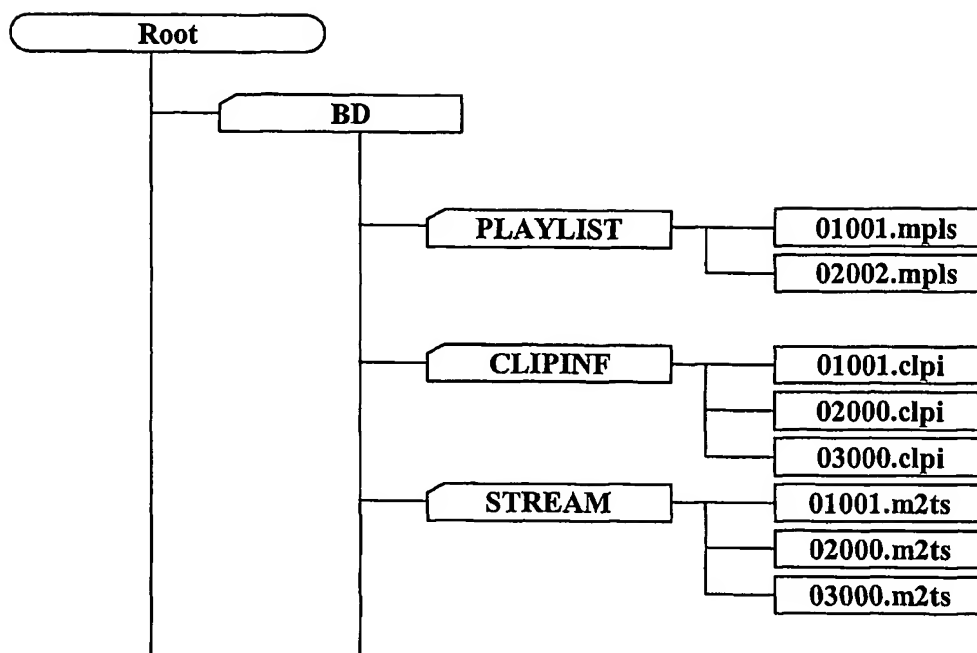 Root
BD
PLAYLIST
01001.mpls
02002.mpls
CLIPINF
01001.clpi
02000.clpi
03000.clpi
STREAM
01001.m2ts
02000.m2ts
03000.m2ts